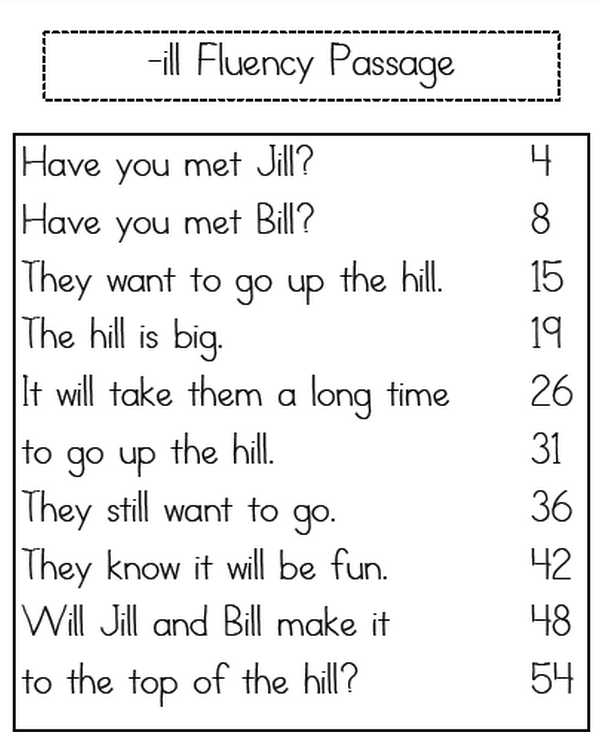 -ill Fluency Passage
Have you met Jill? 4
Have you met Bill? 8
They want to go up the hill. 15
The hill is big. 19
It will take them a long time 26
to go up the hill. 31
They still want to go. 36
They know it will be fun. 42
Will Jill and Bill make it 48
to the top of the hill? 54